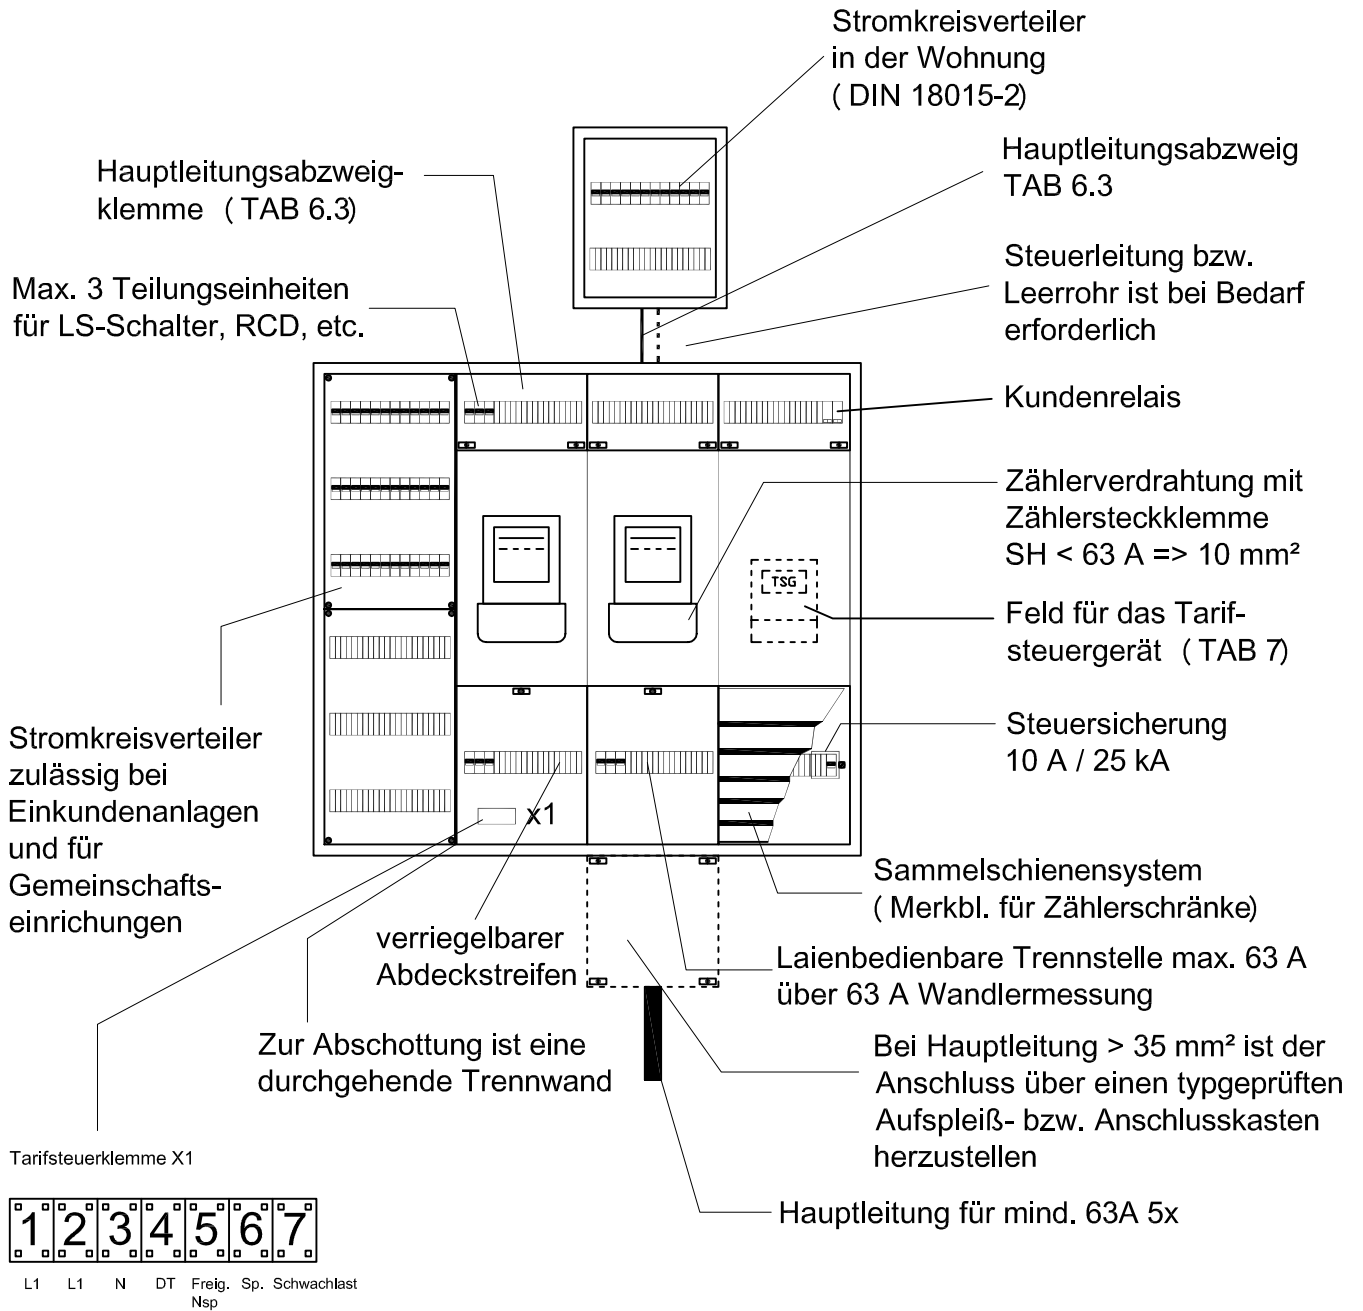 Stromkreisverteiler
in der Wohnung
( DIN 18015-2)
Hauptleitungsabzweig
TAB 6.3
Hauptleitungsabzweig-
klemme ( TAB 6.3)
Steuerleitung bzw.
Leerrohr ist bei Bedarf
erforderlich
Max. 3 Teilungseinheiten
für LS-Schalter, RCD, etc.
Kundenrelais
Zählerverdrahtung mit
Zählersteckklemme
SH < 63 A => 10 mm²
TSG
Feld für das Tarif-
steuergerät ( TAB 7)
Steuersicherung
10 A / 25 kA
Stromkreisverteiler
zulässig bei
Einkundenanlagen
und für
Gemeinschafts-
einrichungen
x1
Sammelschienensystem
( Merkbl. für Zählerschränke)
verriegelbarer
Abdeckstreifen
Laienbedienbare Trennstelle max. 63 A
über 63 A Wandlermessung
Zur Abschottung ist eine
durchgehende Trennwand
Bei Hauptleitung > 35 mm² ist der
Anschluss über einen typgeprüften
Aufspleiß- bzw. Anschlusskasten
herzustellen
Hauptleitung für mind. 63A 5x
Tarifsteuerklemme X1
1 2 3 4 5 6 7
L1 L1 N DT Freig. Sp. Schwachlast
Nsp